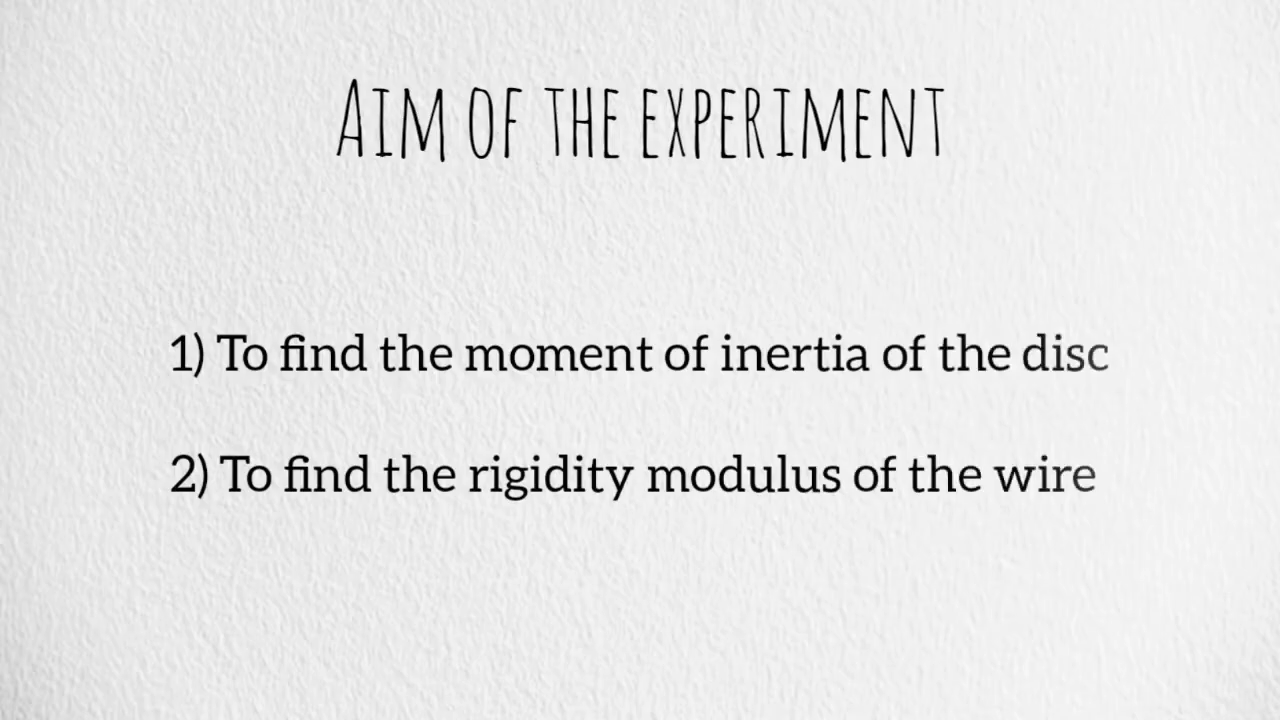 Aim of the experiment
1) To find the moment of inertia of the disc
2) To find the rigidity modulus of the wire